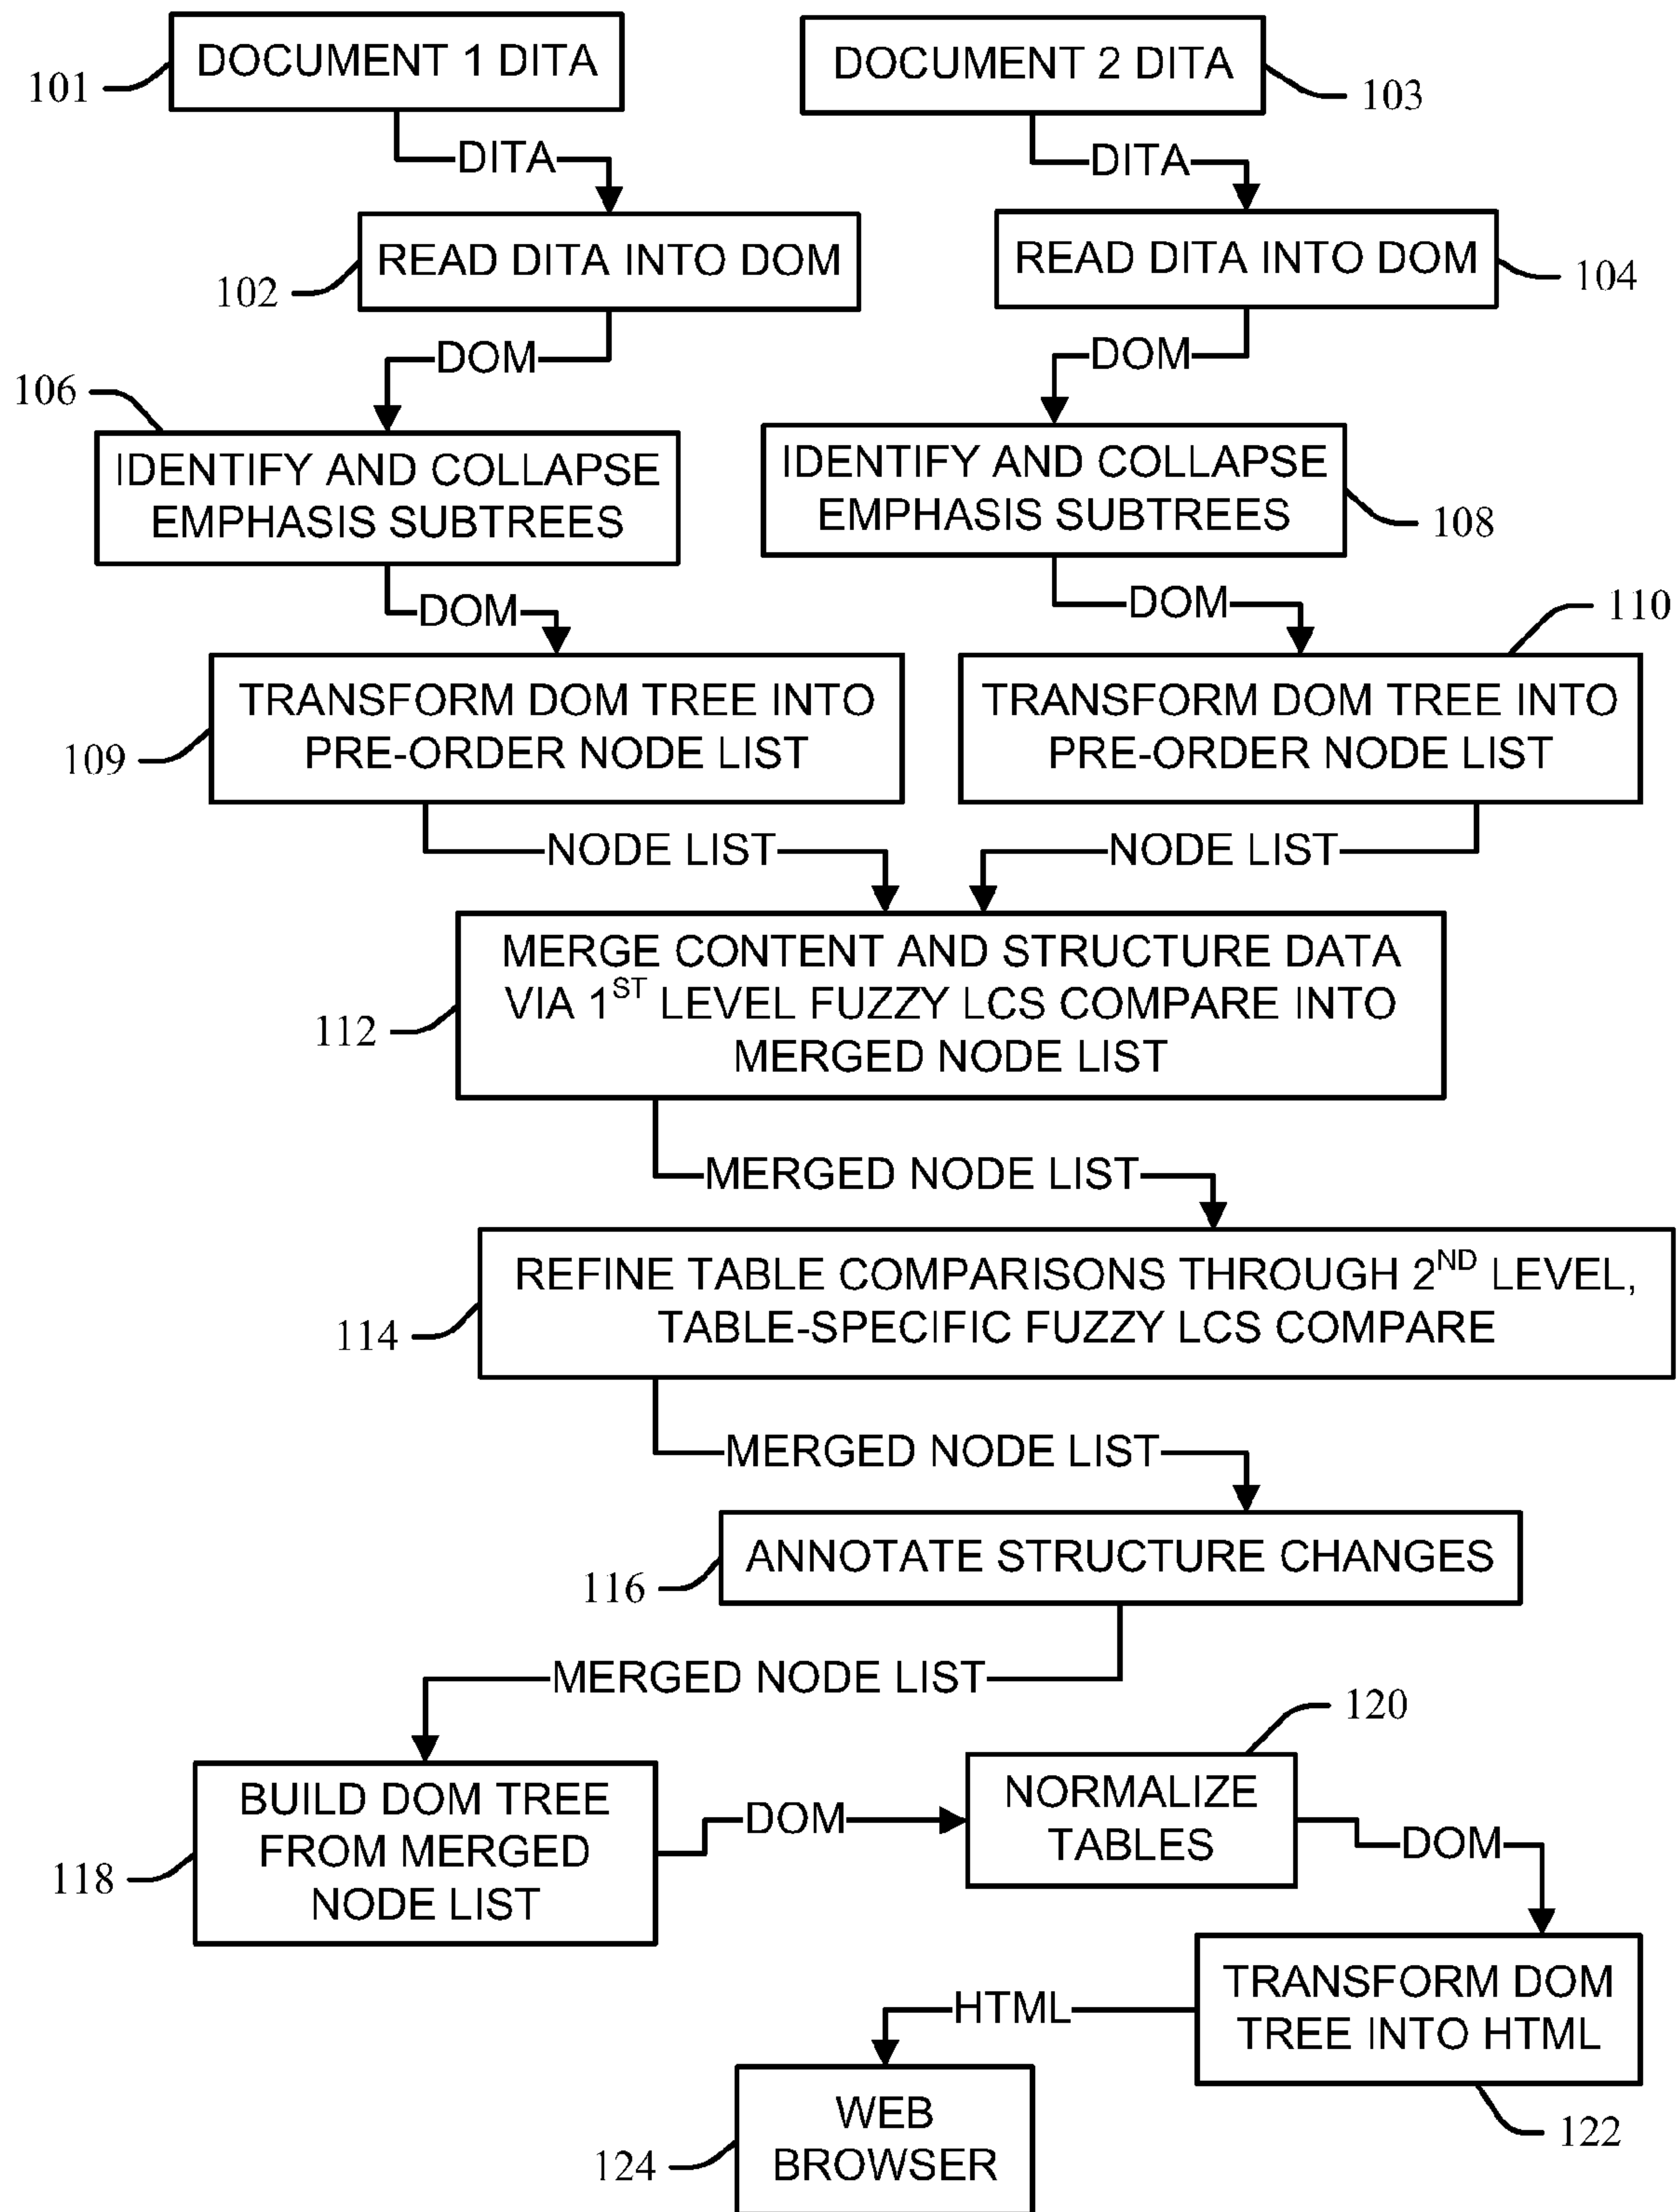 DOCUMENT 1 DITA
DOCUMENT 2 DITA
101
103
DITA
DITA
READ DITA INTO DOM
READ DITA INTO DOM
102
104
DOM
DOM
106
IDENTIFY AND COLLAPSE
EMPHASIS SUBTREES
IDENTIFY AND COLLAPSE
EMPHASIS SUBTREES
108
DOM
DOM
110
TRANSFORM DOM TREE INTO
PRE-ORDER NODE LIST
TRANSFORM DOM TREE INTO
PRE-ORDER NODE LIST
109
NODE LIST
NODE LIST
MERGE CONTENT AND STRUCTURE DATA
VIA 1ST LEVEL FUZZY LCS COMPARE INTO
MERGED NODE LIST
112
MERGED NODE LIST
REFINE TABLE COMPARISONS THROUGH 2ND LEVEL,
TABLE-SPECIFIC FUZZY LCS COMPARE
114
MERGED NODE LIST
ANNOTATE STRUCTURE CHANGES
116
MERGED NODE LIST
120
BUILD DOM TREE
FROM MERGED
NODE LIST
118
DOM
NORMALIZE
TABLES
DOM
TRANSFORM DOM
TREE INTO HTML
122
HTML
WEB
BROWSER
124